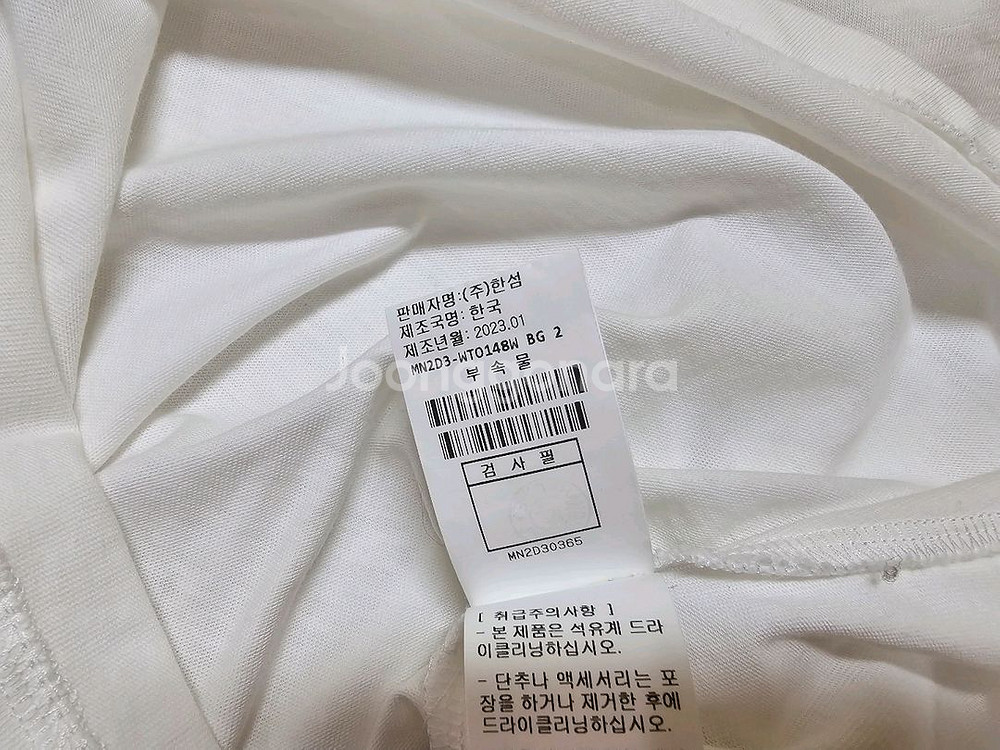 판매자명:(주)한섬
제조국명: 한국
제조년월: 2023.01
MN2D3-WTO148W BG 2
부속물
Joonggonara
검 사 필
MN2D30365
[ 취급주의사항 ]
- 본 제품은 석유계 드라
이클리닝하십시오.
- 단추나 액세서리는 포
장을 하거나 제거한 후에
드라이클리닝하십시오.